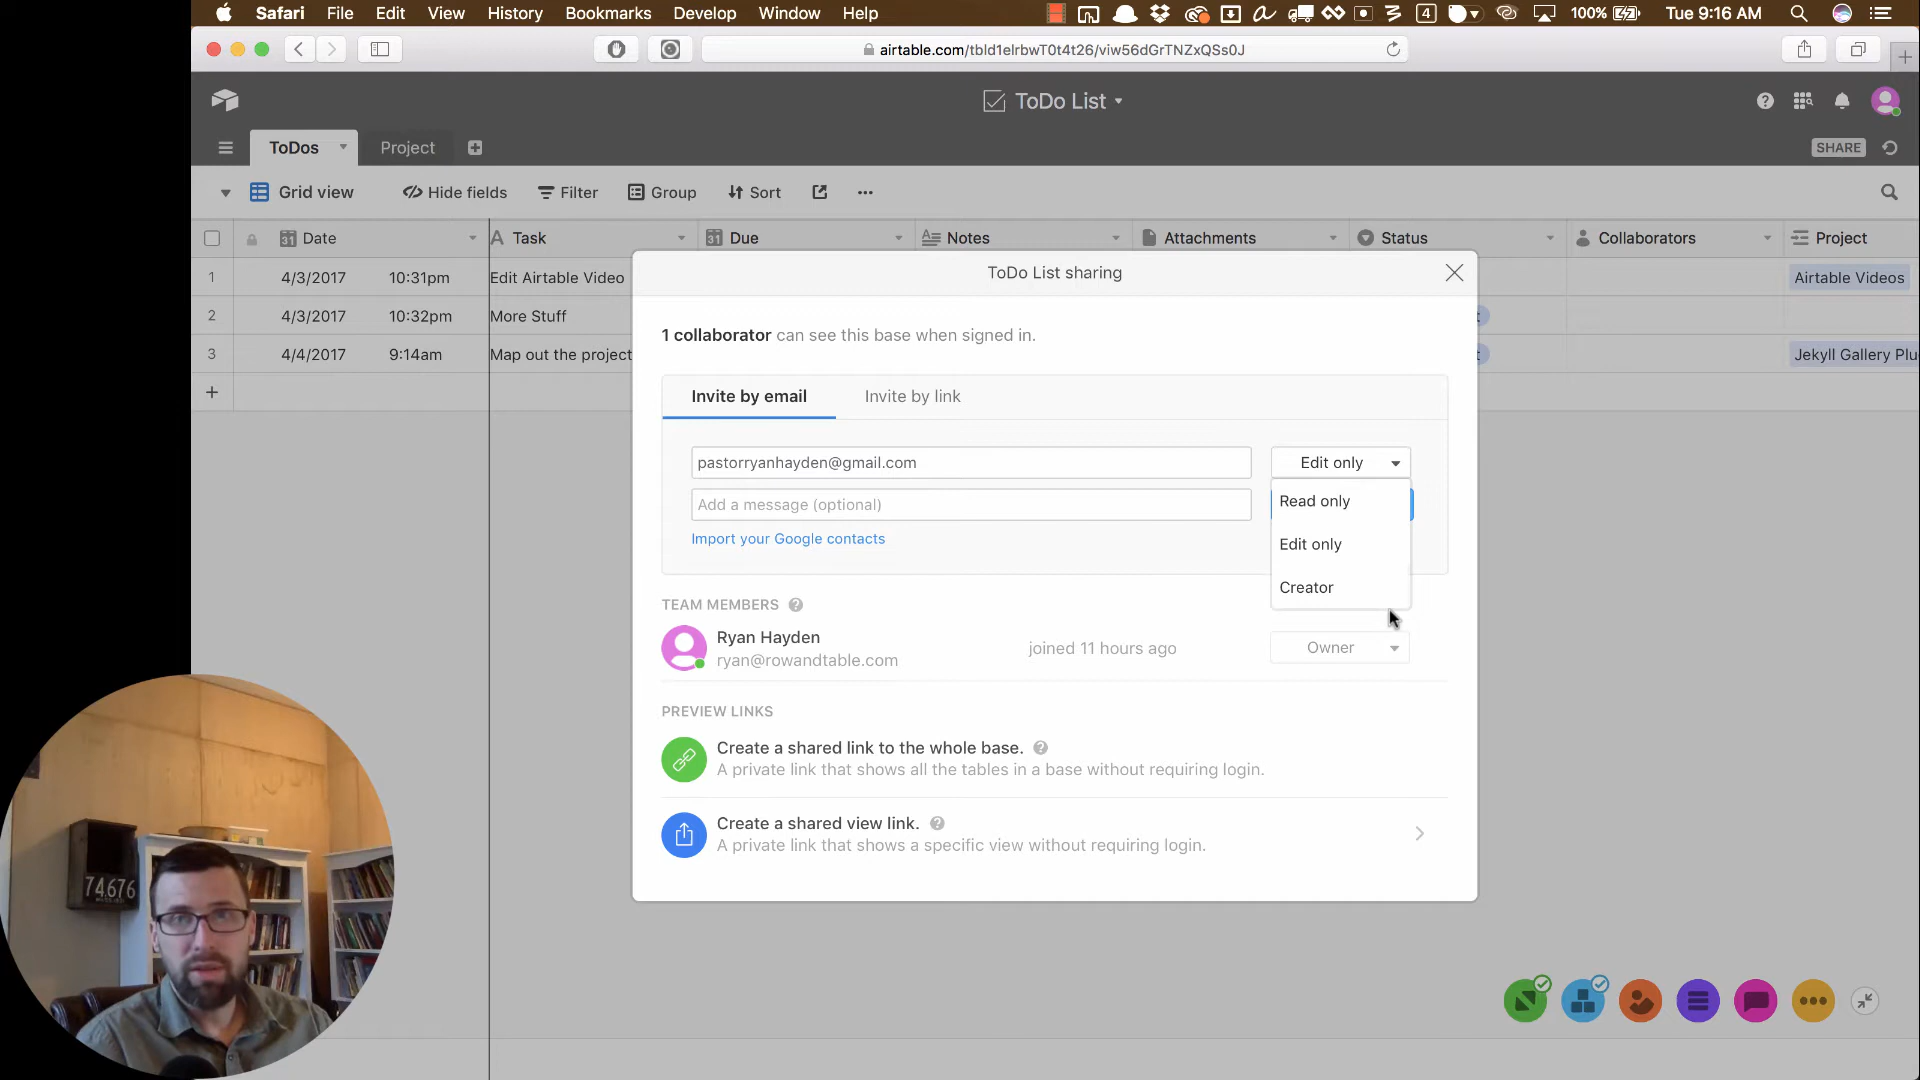 Safari File Edit View History Bookmarks Develop Window Help 4 100% Tue 9:16 AM
airtable.com/tbld1elrbwT0t4t26/viw56dGrTNZxQSs0J
ToDo List
ToDos Project SHARE
Grid view Hide fields Filter Group Sort
Date Task Due Notes Attachments Status Collaborators Project
1 4/3/2017 10:31pm Edit Airtable Video Airtable Videos
2 4/3/2017 10:32pm More Stuff
3 4/4/2017 9:14am Map out the project Jekyll Gallery Plu
ToDo List sharing
1 collaborator can see this base when signed in.
Invite by email Invite by link
pastorryanhayden@gmail.com Edit only
Add a message (optional) Read only
Import your Google contacts Edit only
Creator
TEAM MEMBERS
Ryan Hayden
ryan@rowandtable.com joined 11 hours ago Owner
PREVIEW LINKS
Create a shared link to the whole base.
A private link that shows all the tables in a base without requiring login.
Create a shared view link.
A private link that shows a specific view without requiring login.
74,676